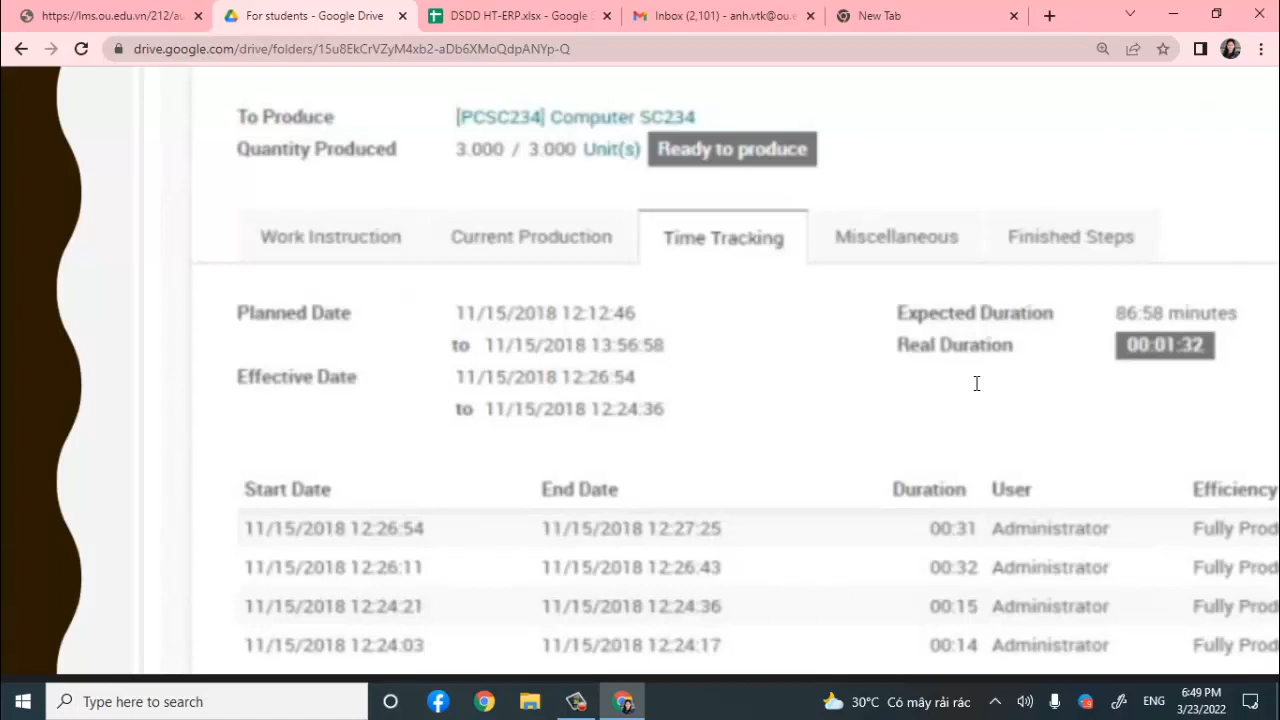 https://lms.ou.edu.vn/212/au
For students - Google Drive
DSDD HT-ERP.xlsx - Google
Inbox (2,101) - anh.vtk@ou.e
New Tab
drive.google.com/drive/folders/15u8EkCrVZyM4xb2-aDb6XMoQdpANYp-Q
To Produce [PCSC234] Computer SC234
Quantity Produced 3.000 / 3.000 Unit(s) Ready to produce
Work Instruction Current Production Time Tracking Miscellaneous Finished Steps
Planned Date 11/15/2018 12:12:46 Expected Duration 86:58 minutes
to 11/15/2018 13:56:58 Real Duration 00:01:32
Effective Date 11/15/2018 12:26:54
to 11/15/2018 12:24:36
Start Date End Date Duration User Efficiency
11/15/2018 12:26:54 11/15/2018 12:27:25 00:31 Administrator Fully Prod
11/15/2018 12:26:11 11/15/2018 12:26:43 00:32 Administrator Fully Prod
11/15/2018 12:24:21 11/15/2018 12:24:36 00:15 Administrator Fully Prod
11/15/2018 12:24:03 11/15/2018 12:24:17 00:14 Administrator Fully Prod
Type here to search
30°C Có mây rải rác
ENG
6:49 PM
3/23/2022